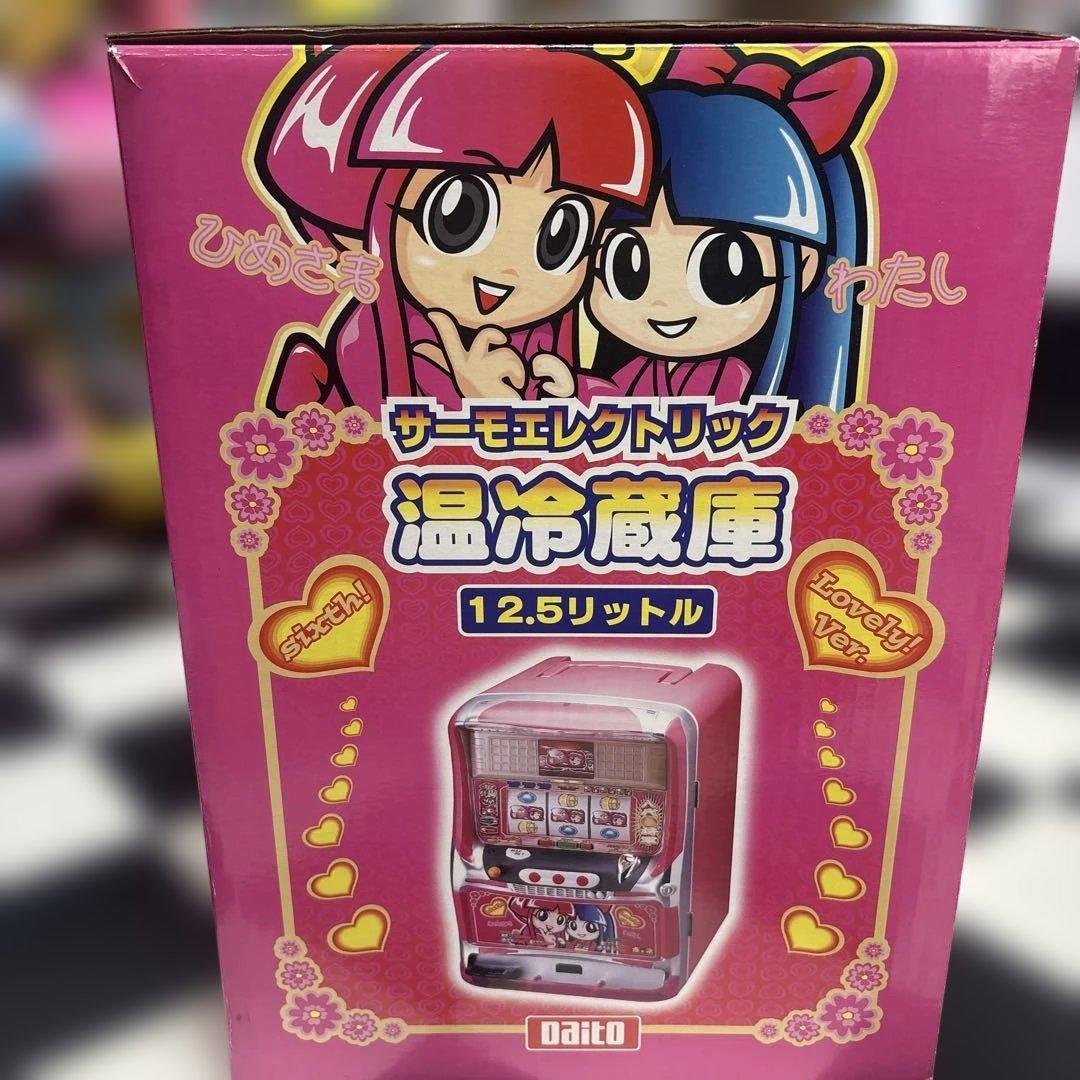 ひめさま
わたし
サーモエレクトリック
温冷蔵庫
12.5リットル
sixth!
Lovely!
Ver.
Daito